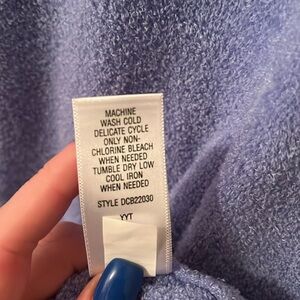 MACHINE
WASH COLD
DELICATE CYCLE
ONLY NON-
CHLORINE BLEACH
WHEN NEEDED
TUMBLE DRY LOW
COOL IRON
WHEN NEEDED
STYLE DCB22030
YYT